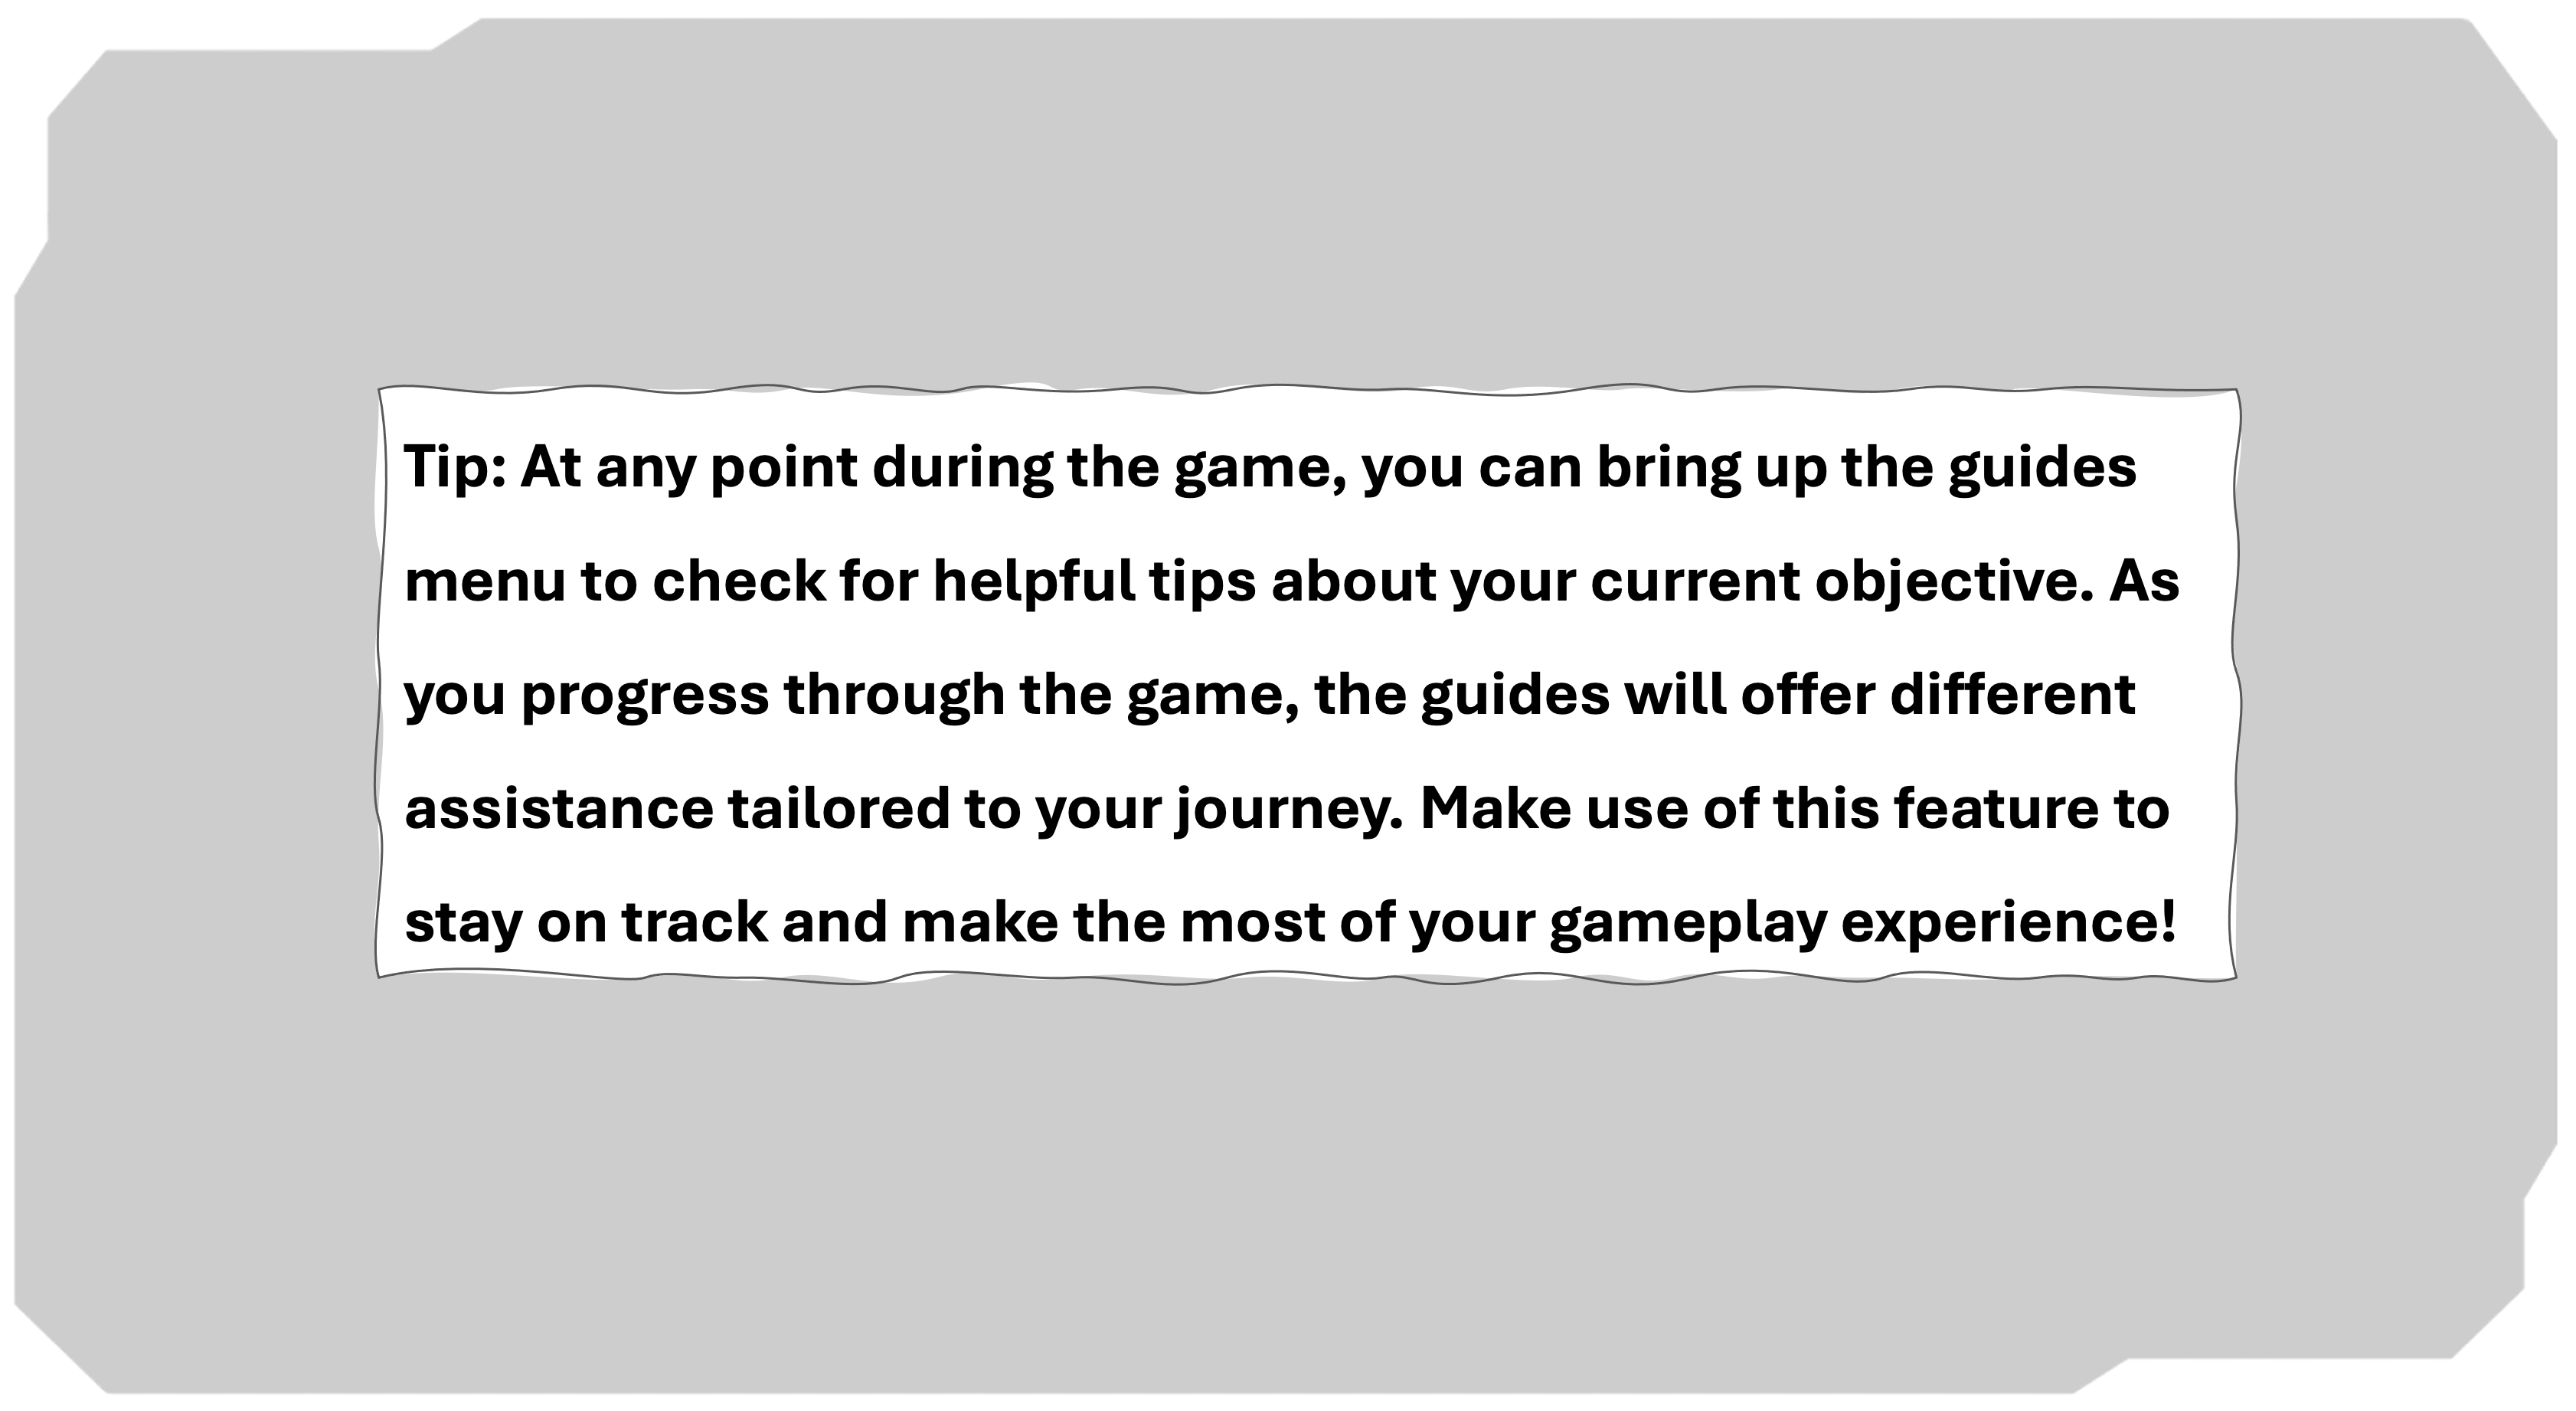 Tip: At any point during the game, you can bring up the guides
menu to check for helpful tips about your current objective. As
you progress through the game, the guides will offer different
assistance tailored to your journey. Make use of this feature to
stay on track and make the most of your gameplay experience!